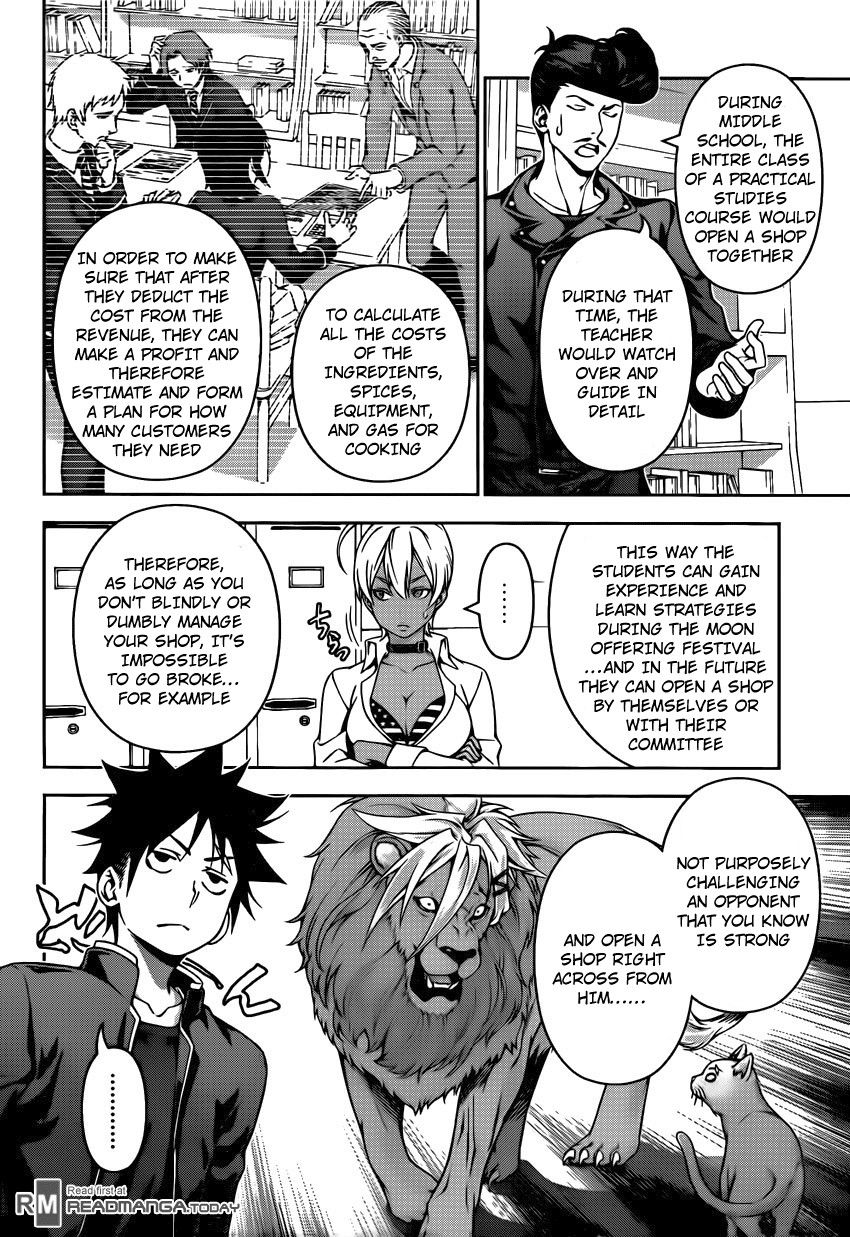 DURING
MIDDLE
SCHOOL, THE
ENTIRE CLASS
OF A PRACTICAL
STUDIES
COURSE WOULD
OPEN A SHOP
TOGETHER
DURING THAT
TIME, THE
TEACHER
WOULD WATCH
OVER AND
GUIDE IN
DETAIL
TO CALCULATE
ALL THE COSTS
OF THE
INGREDIENTS,
SPICES,
EQUIPMENT,
AND GAS FOR
COOKING
IN ORDER TO MAKE
SURE THAT AFTER
THEY DEDUCT THE
COST FROM THE
REVENUE, THEY CAN
MAKE A PROFIT AND
THEREFORE
ESTIMATE AND FORM
A PLAN FOR HOW
MANY CUSTOMERS
THEY NEED
THIS WAY THE
STUDENTS CAN GAIN
EXPERIENCE AND
LEARN STRATEGIES
DURING THE MOON
OFFERING FESTIVAL
...AND IN THE FUTURE
THEY CAN OPEN A SHOP
BY THEMSELVES OR
WITH THEIR
COMMITTEE
......
ちらっ
THEREFORE,
AS LONG AS YOU
DON'T BLINDLY OR
DUMBLY MANAGE
YOUR SHOP, IT'S
IMPOSSIBLE
TO GO BROKE...
FOR EXAMPLE
NOT PURPOSELY
CHALLENGING
AN OPPONENT
THAT YOU KNOW
IS STRONG
AND OPEN A
SHOP RIGHT
ACROSS FROM
HIM......
どーん
......
RM Read first at
READMANGA.TODAY